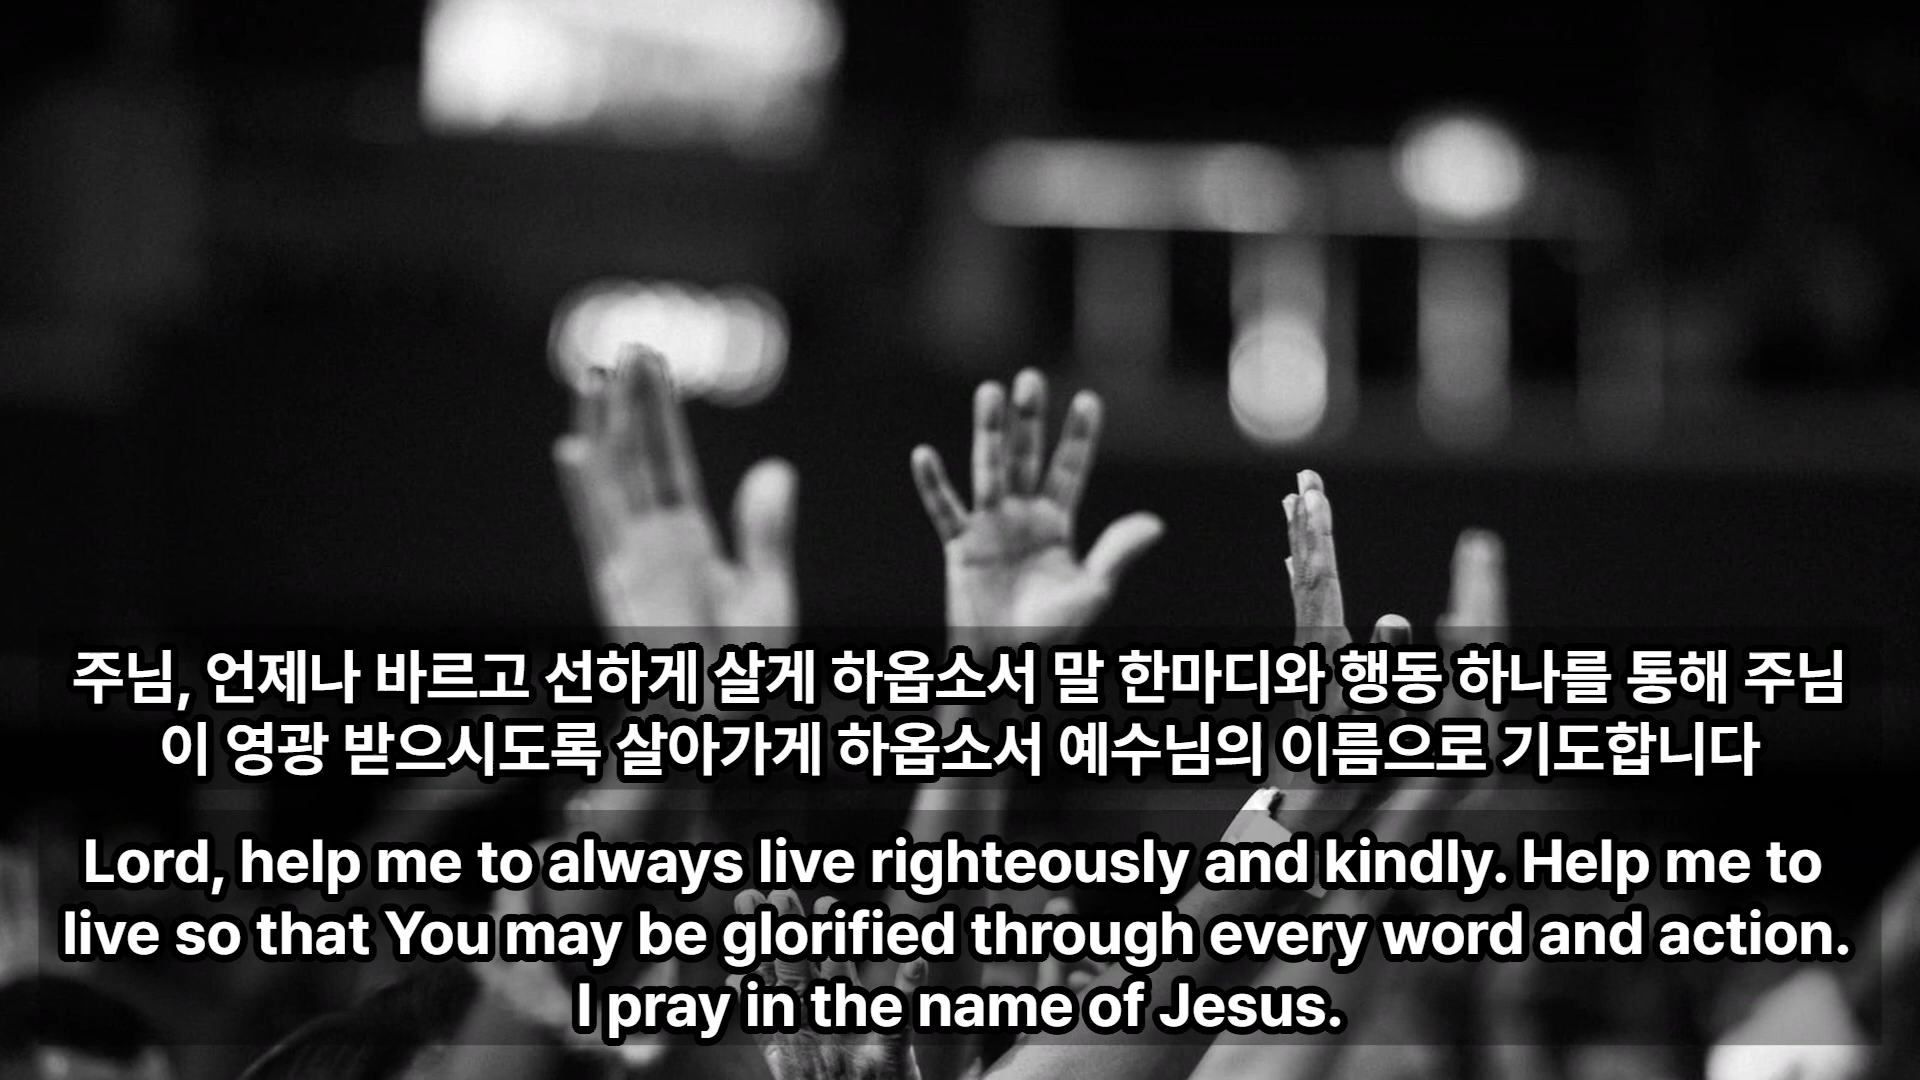 주님, 언제나 바르고 선하게 살게 하옵소서 말 한마디와 행동 하나를 통해 주님
이 영광 받으시도록 살아가게 하옵소서 예수님의 이름으로 기도합니다
Lord, help me to always live righteously and kindly. Help me to
live so that You may be glorified through every word and action.
I pray in the name of Jesus.